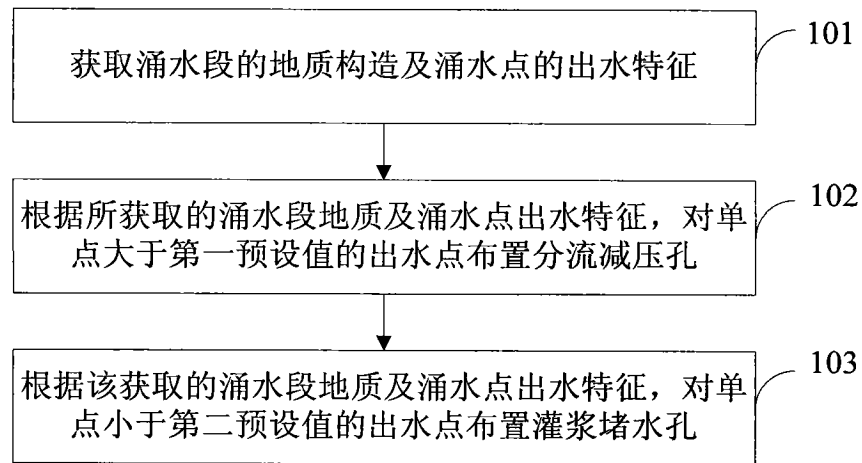 获取涌水段的地质构造及涌水点的出水特征
101
根据所获取的涌水段地质及涌水点出水特征，对单
点大于第一预设值的出水点布置分流减压孔
102
根据该获取的涌水段地质及涌水点出水特征，对单
点小于第二预设值的出水点布置灌浆堵水孔
103